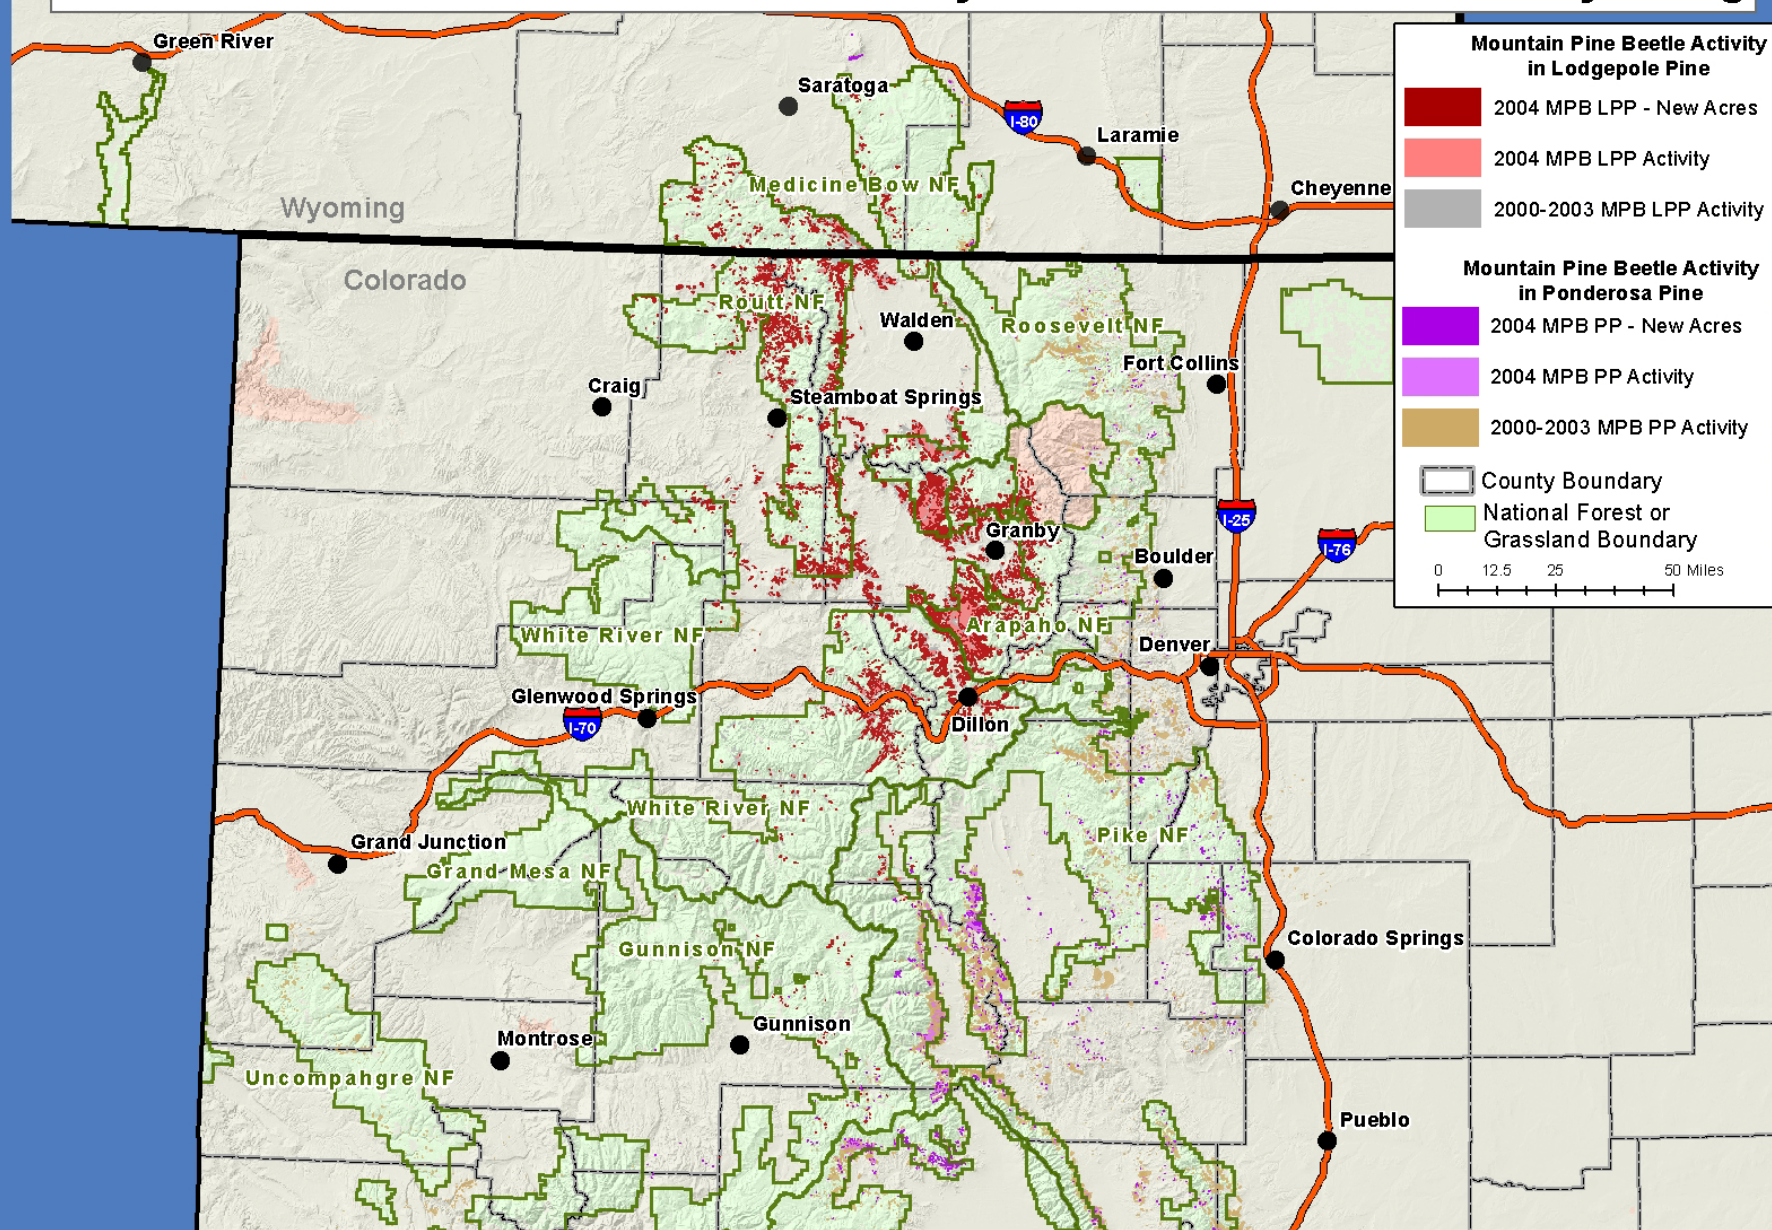 Green River
Saratoga
I-80
Laramie
Cheyenne
Medicine Bow NF
Wyoming
Colorado
Routt NF
Walden
Roosevelt NF
Fort Collins
Craig
Steamboat Springs
I-25
Granby
I-76
Boulder
White River NF
Arapaho NF
Denver
Glenwood Springs
I-70
Dillon
White River NF
Pike NF
Grand Junction
Grand Mesa NF
Gunnison NF
Colorado Springs
Gunnison
Montrose
Uncompahgre NF
Pueblo
Mountain Pine Beetle Activity
in Lodgepole Pine
2004 MPB LPP - New Acres
2004 MPB LPP Activity
2000-2003 MPB LPP Activity
Mountain Pine Beetle Activity
in Ponderosa Pine
2004 MPB PP - New Acres
2004 MPB PP Activity
2000-2003 MPB PP Activity
County Boundary
National Forest or
Grassland Boundary
0 12.5 25 50 Miles